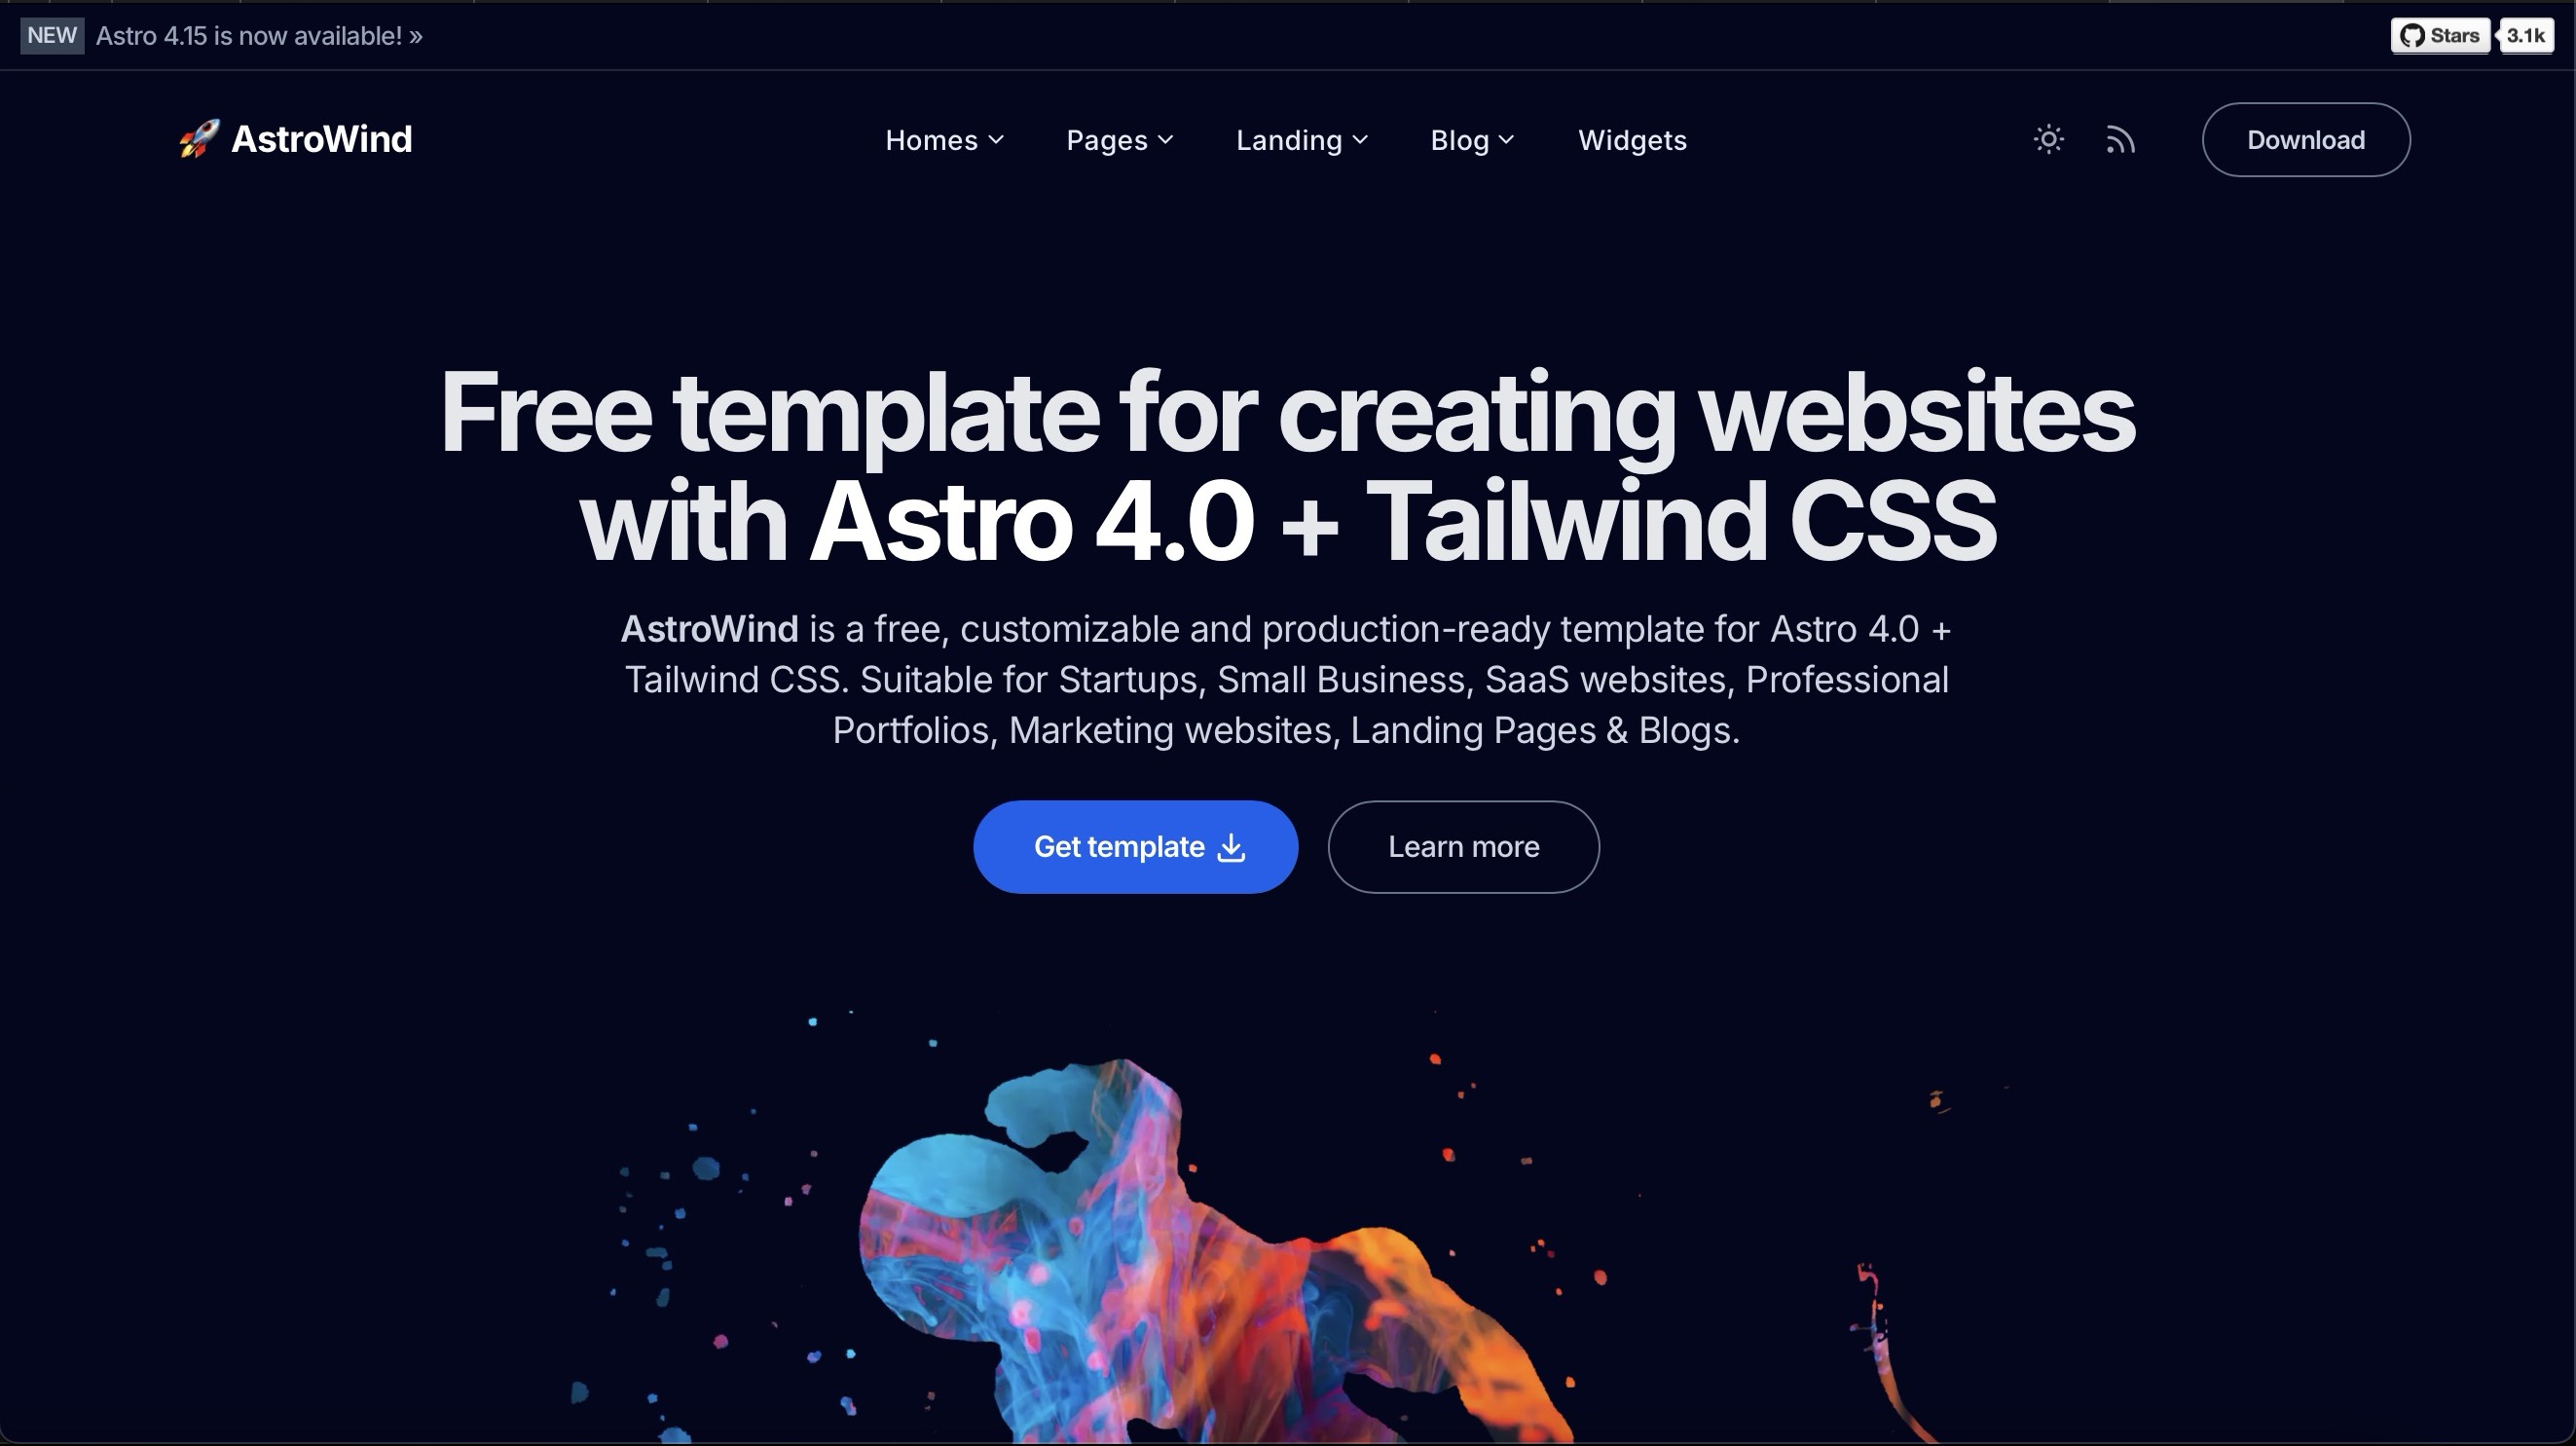 NEW Astro 4.15 is now available! »
Stars 3.1k
🚀 AstroWind
Homes Pages Landing Blog Widgets
Download
Free template for creating websites
with Astro 4.0 + Tailwind CSS
AstroWind is a free, customizable and production-ready template for Astro 4.0 +
Tailwind CSS. Suitable for Startups, Small Business, SaaS websites, Professional
Portfolios, Marketing websites, Landing Pages & Blogs.
Get template
Learn more